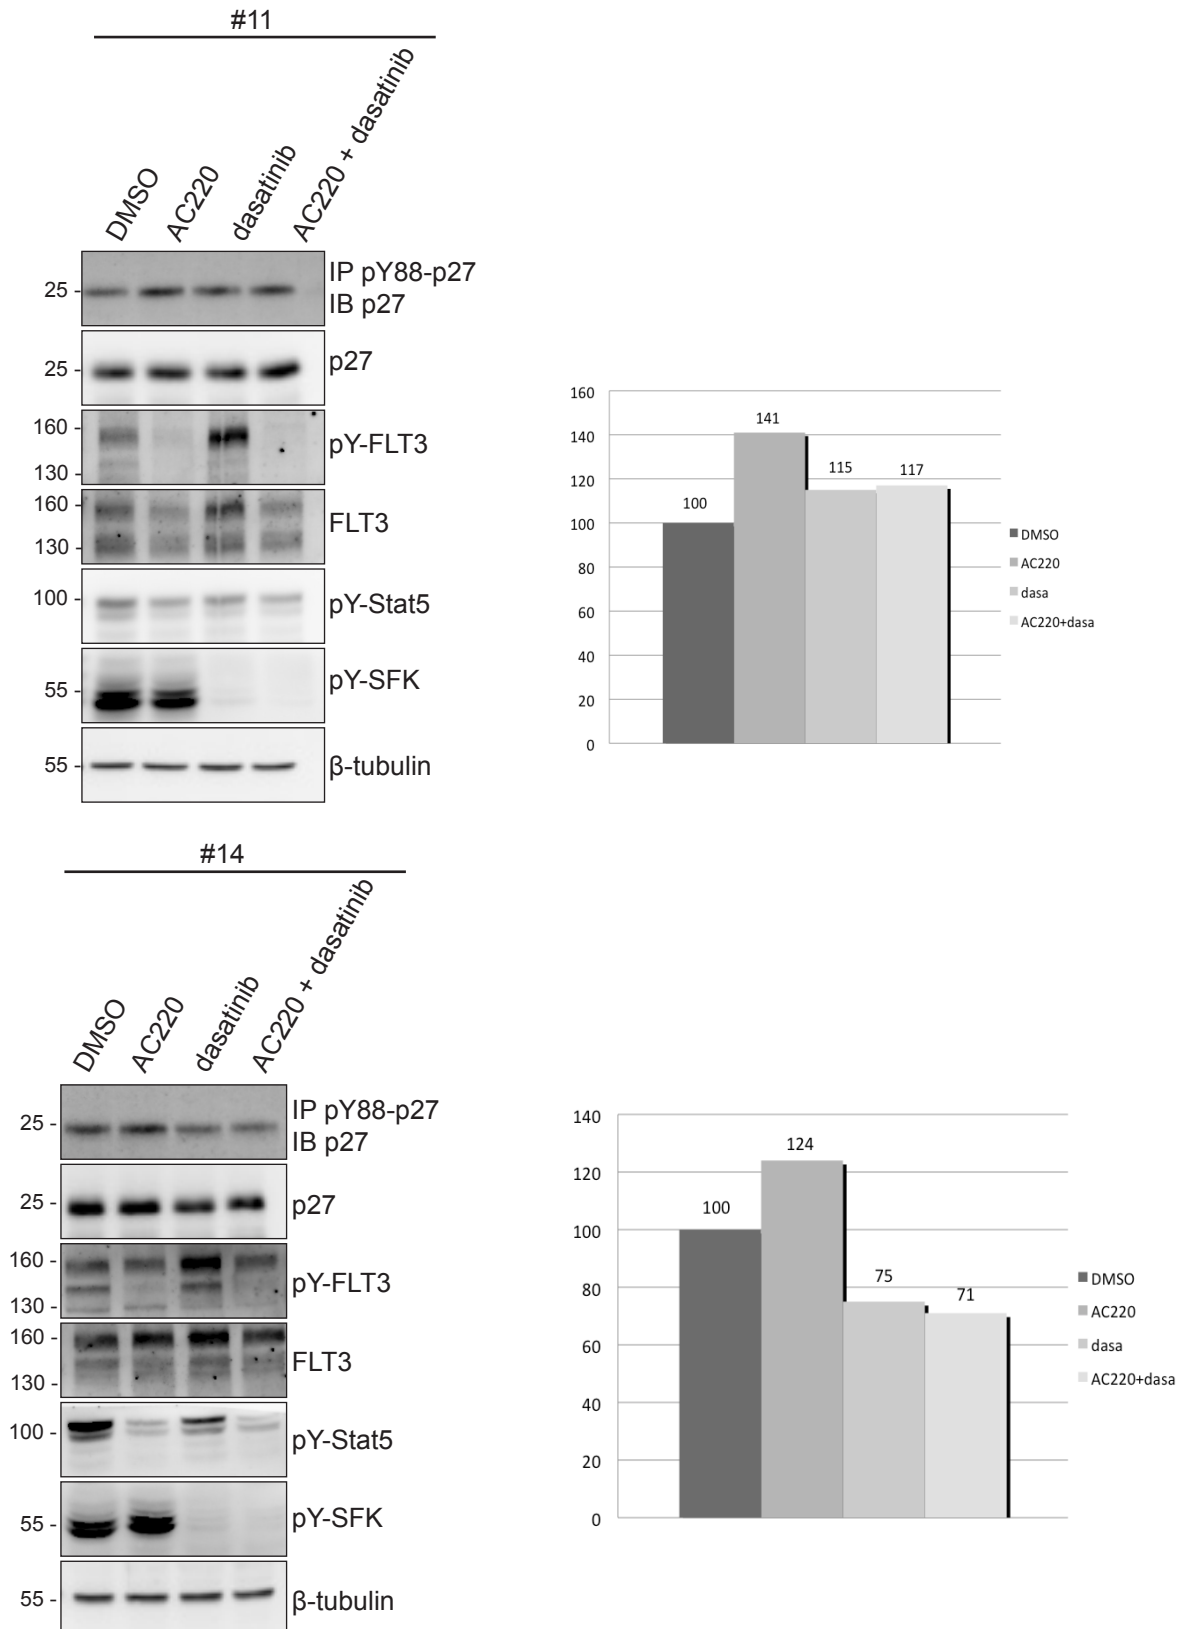 #11
DMSO
AC220
dasatinib
AC220 + dasatinib
25 -
IP pY88-p27
IB p27
25 -
p27
160 -
130 -
pY-FLT3
160 -
130 -
FLT3
100 -
pY-Stat5
55 -
pY-SFK
55 -
β-tubulin
160
140
120
100
80
60
40
20
0
100
141
115
117
DMSO
AC220
dasa
AC220+dasa
#14
DMSO
AC220
dasatinib
AC220 + dasatinib
25 -
IP pY88-p27
IB p27
25 -
p27
160 -
130 -
pY-FLT3
160 -
130 -
FLT3
100 -
pY-Stat5
55 -
pY-SFK
55 -
β-tubulin
140
120
100
80
60
40
20
0
100
124
75
71
DMSO
AC220
dasa
AC220+dasa